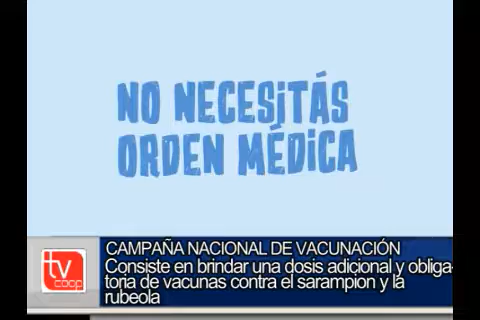 NO NECESITÁS
ORDEN MÉDICA
CAMPAÑA NACIONAL DE VACUNACIÓN
Consiste en brindar una dosis adicional y obliga-
toria de vacunas contra el sarampion y la
rubeola
tv
coop